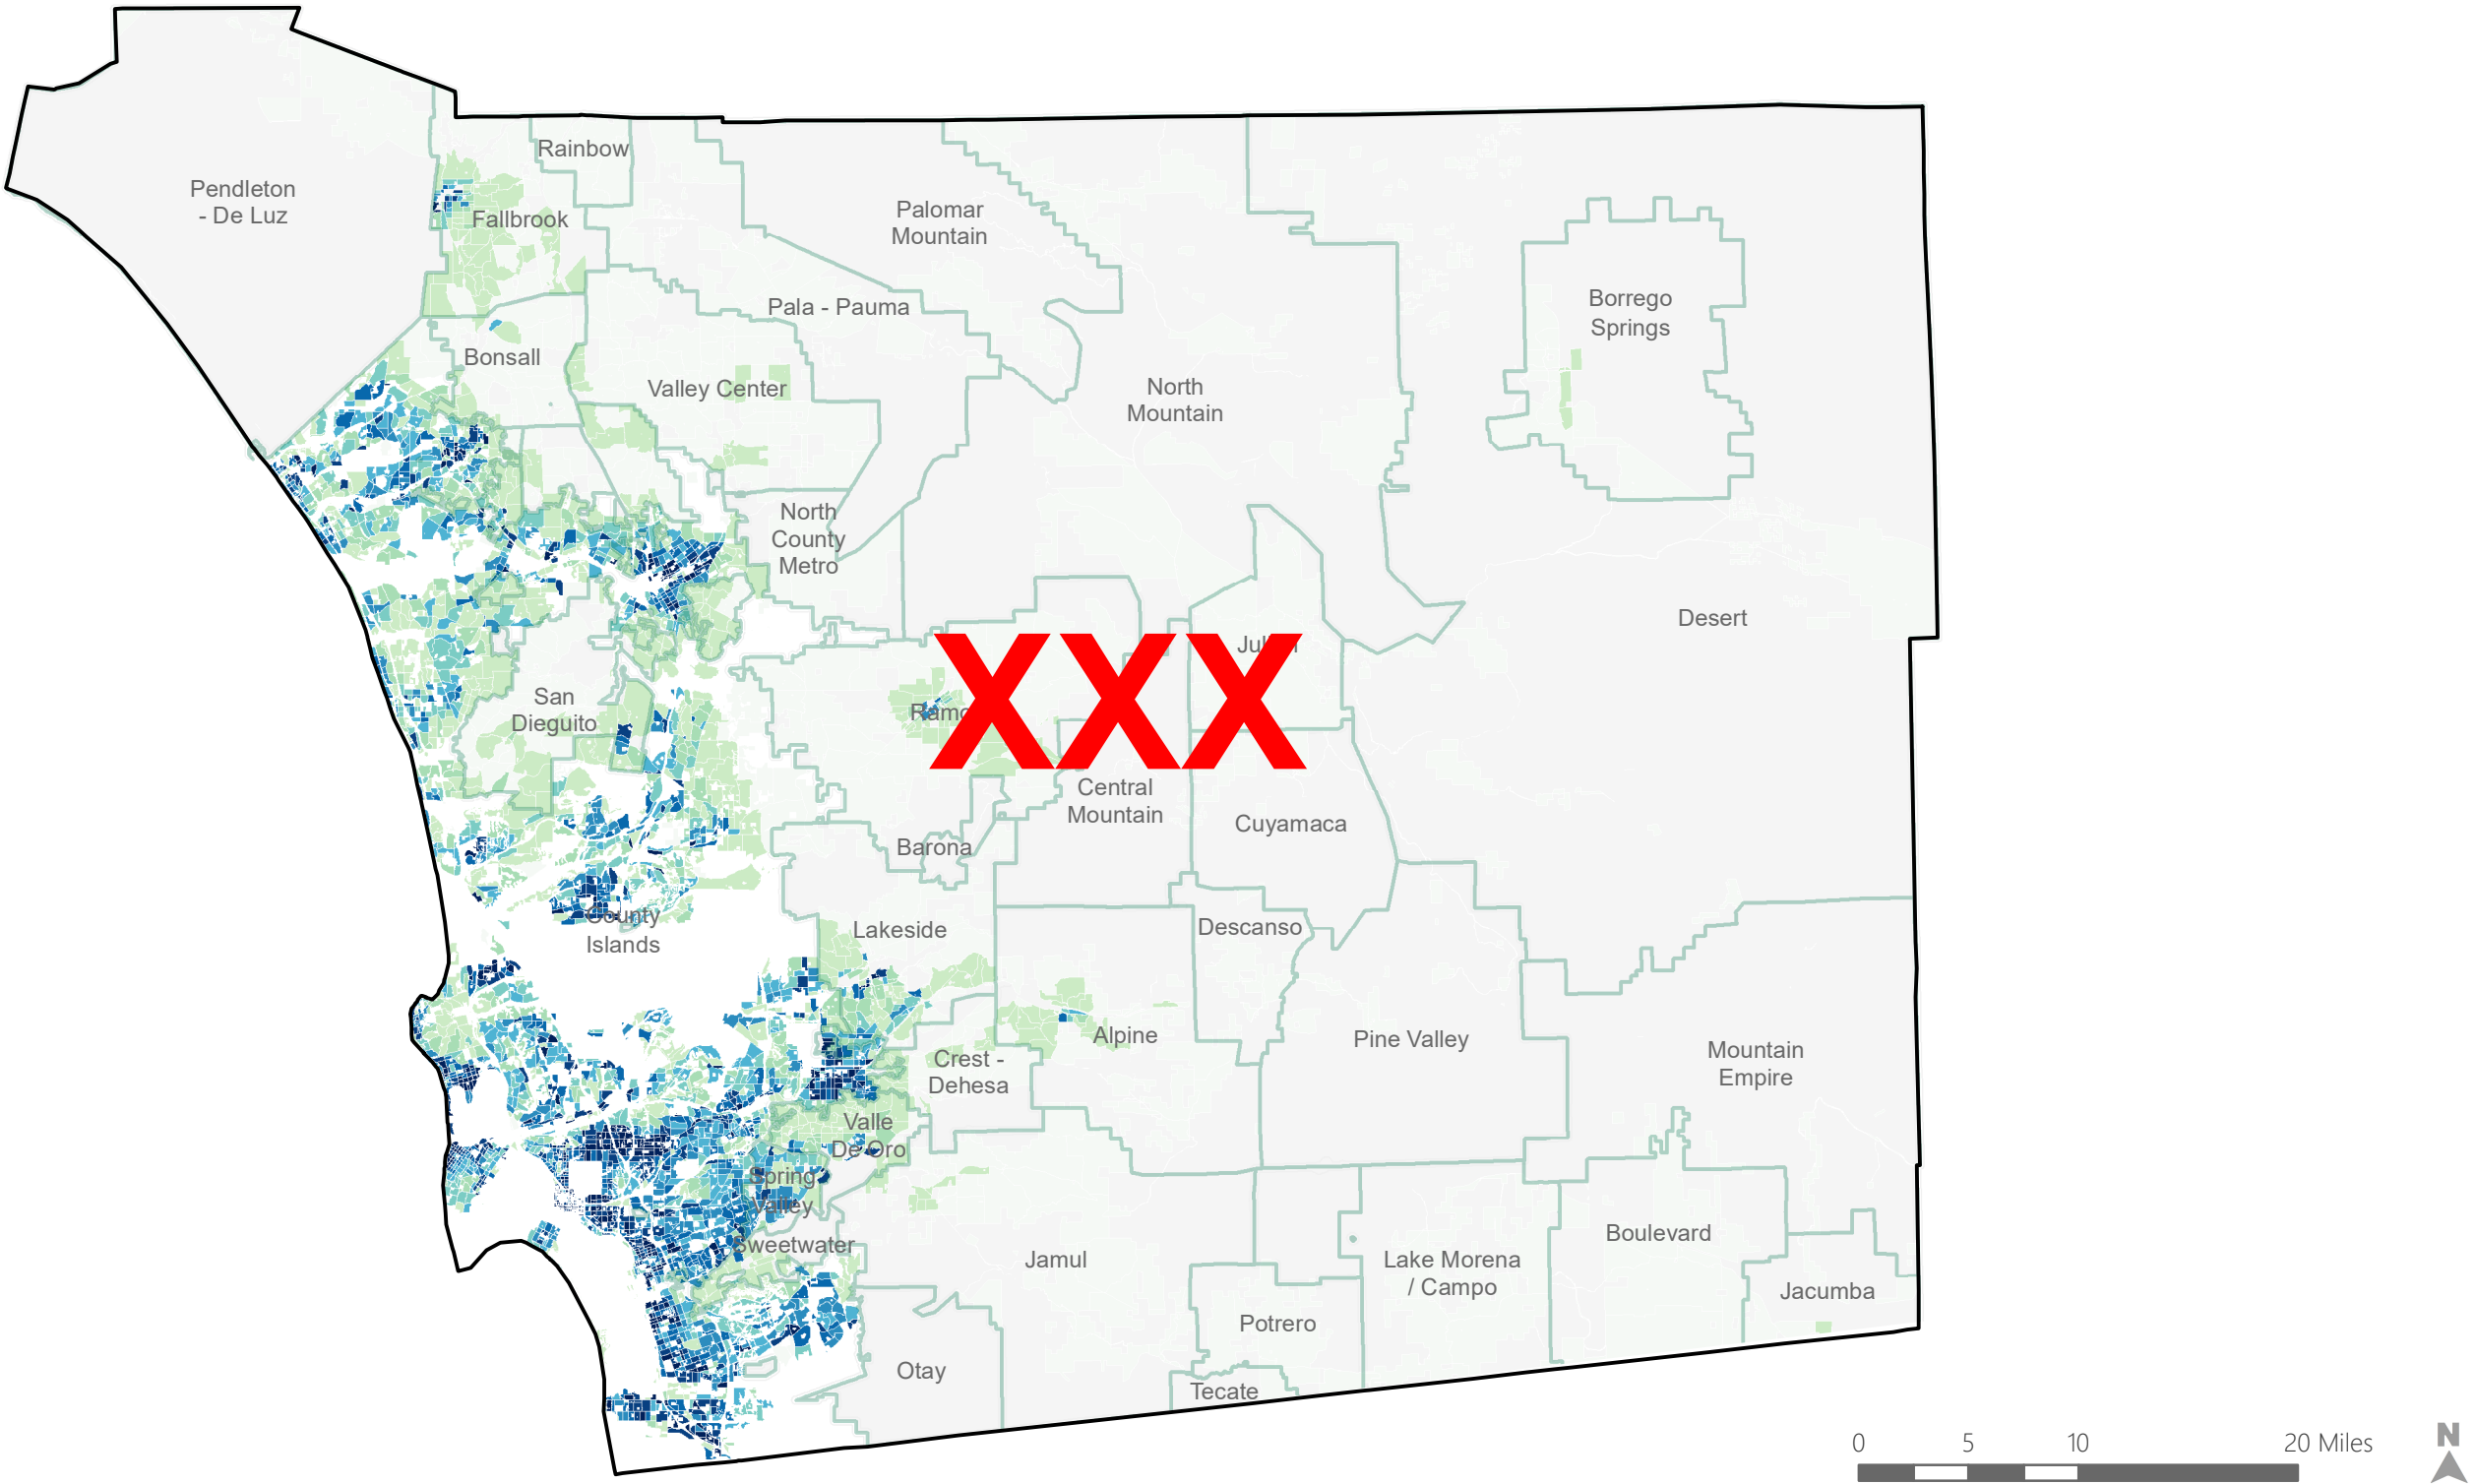 Rainbow
Pendleton
- De Luz
Fallbrook
Palomar
Mountain
Borrego
Springs
Pala - Pauma
Bonsall
Valley Center
North
Mountain
North
County
Metro
Desert
XXX
San
Dieguito
Central
Mountain
Cuyamaca
Barona
County
Islands
Lakeside
Descanso
Alpine
Pine Valley
Crest -
Dehesa
Mountain
Empire
Valle
De Oro
Spring
Valley
Sweetwater
Jamul
Lake Morena
/ Campo
Boulevard
Jacumba
Potrero
Otay
Tecate
0 5 10 20 Miles
N